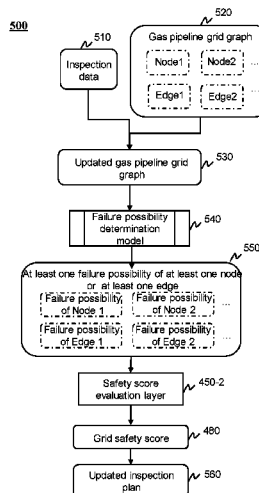 500
510
520
Inspection
data
Gas pipeline grid graph
Node1
Node2
...
Edge1
Edge2
...
Updated gas pipeline grid
graph
530
Failure possibility
determination
model
540
550
At least one failure possibility of at least one node
or at least one edge
Failure possibility
of Node 1
Failure possibility
of Node 2
...
Failure possibility
of Edge 1
Failure possibility
of Edge 2
...
Safety score
evaluation layer
450-2
Grid safety score
480
Updated inspection
plan
560